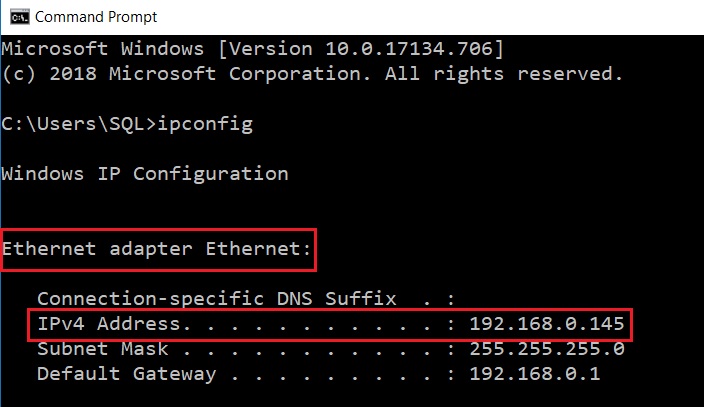 Command Prompt
Microsoft Windows [Version 10.0.17134.706]
(c) 2018 Microsoft Corporation. All rights reserved.
C:\Users\SQL>ipconfig
Windows IP Configuration
Ethernet adapter Ethernet:
Connection-specific DNS Suffix  . :
IPv4 Address. . . . . . . . . . . : 192.168.0.145
Subnet Mask . . . . . . . . . . . : 255.255.255.0
Default Gateway . . . . . . . . . : 192.168.0.1